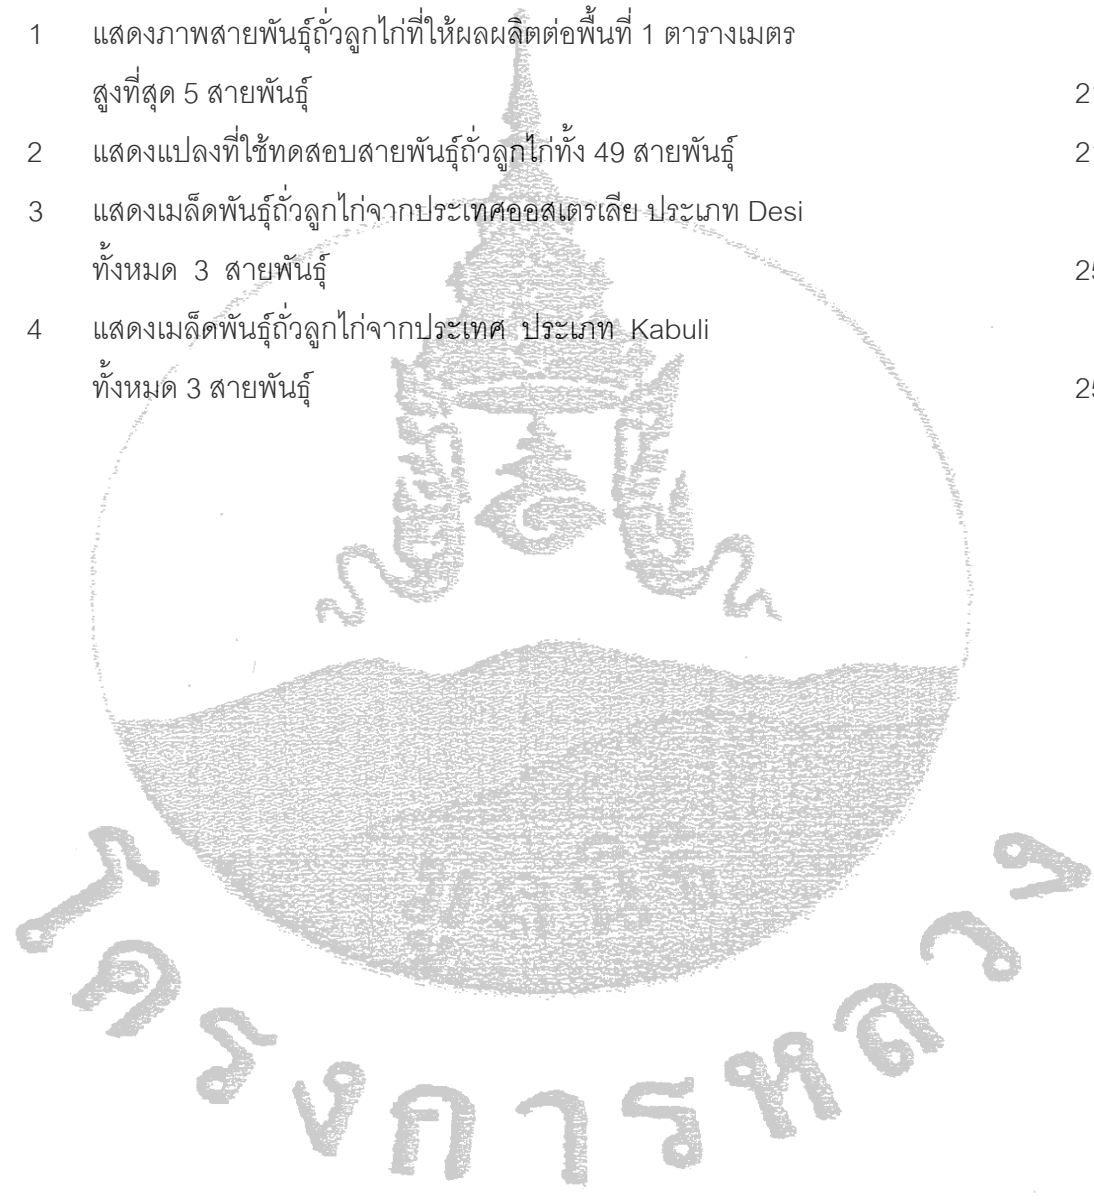 1 แสดงภาพสายพันธุ์ถั่วลูกไก่ที่ให้ผลผลิตต่อพื้นที่ 1 ตารางเมตร
สูงที่สุด 5 สายพันธุ์
2 แสดงแปลงที่ใช้ทดสอบสายพันธุ์ถั่วลูกไก่ทั้ง 49 สายพันธุ์
3 แสดงเมล็ดพันธุ์ถั่วลูกไก่จากประเทศออสเตรเลีย ประเภท Desi
ทั้งหมด 3 สายพันธุ์ 25
4 แสดงเมล็ดพันธุ์ถั่วลูกไก่จากประเทศ ประเภท Kabuli
ทั้งหมด 3 สายพันธุ์ 25
มูลนิธิ
โครงการหลวง